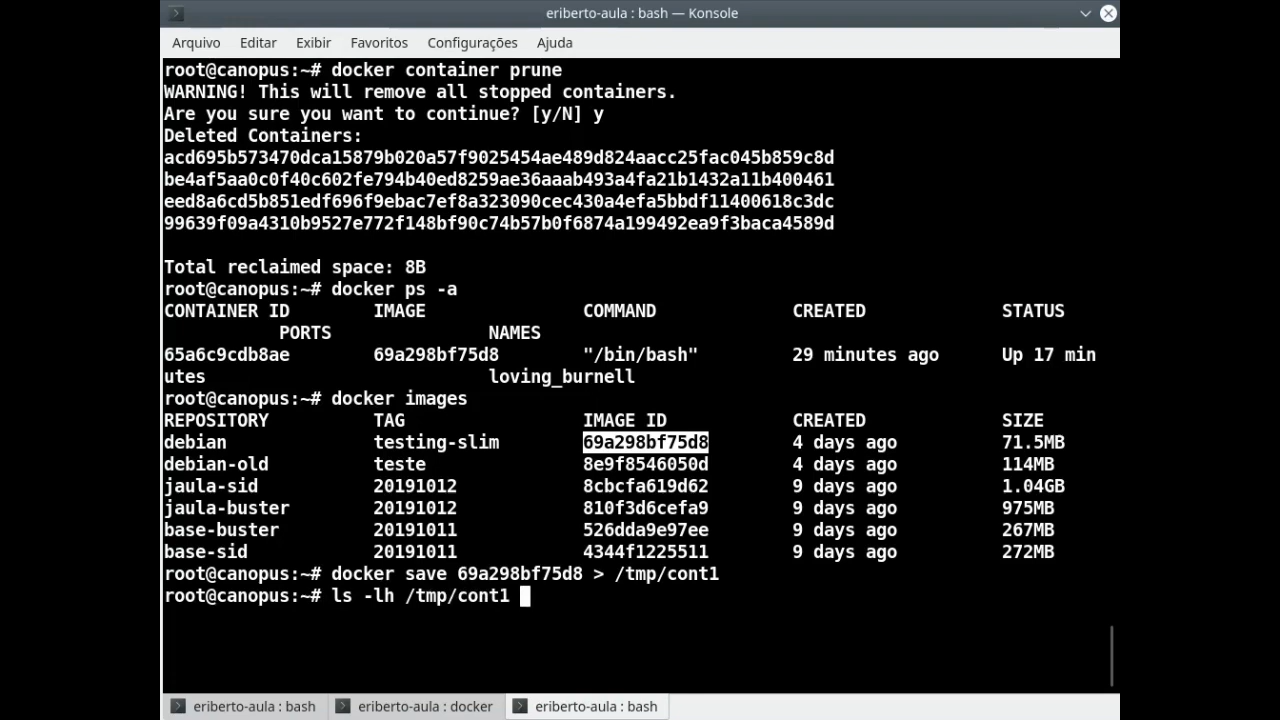 eriberto-aula : bash — Konsole
Arquivo Editar Exibir Favoritos Configurações Ajuda
root@canopus:~# docker container prune
WARNING! This will remove all stopped containers.
Are you sure you want to continue? [y/N] y
Deleted Containers:
acd695b573470dca15879b020a57f9025454ae489d824aacc25fac045b859c8d
be4af5aa0c0f40c602fe794b40ed8259ae36aaab493a4fa21b1432a11b400461
eed8a6cd5b851edf696f9ebac7ef8a323090cec430a4efa5bbdf11400618c3dc
99639f09a4310b9527e772f148bf90c74b57b0f6874a199492ea9f3baca4589d
Total reclaimed space: 8B
root@canopus:~# docker ps -a
CONTAINER ID IMAGE COMMAND CREATED STATUS
PORTS NAMES
65a6c9cdb8ae 69a298bf75d8 "/bin/bash" 29 minutes ago Up 17 min
utes loving_burnell
root@canopus:~# docker images
REPOSITORY TAG IMAGE ID CREATED SIZE
debian testing-slim 69a298bf75d8 4 days ago 71.5MB
debian-old teste 8e9f8546050d 4 days ago 114MB
jaula-sid 20191012 8cbcfa619d62 9 days ago 1.04GB
jaula-buster 20191012 810f3d6cefa9 9 days ago 975MB
base-buster 20191011 526dda9e97ee 9 days ago 267MB
base-sid 20191011 4344f1225511 9 days ago 272MB
root@canopus:~# docker save 69a298bf75d8 > /tmp/cont1
root@canopus:~# ls -lh /tmp/cont1
eriberto-aula : bash eriberto-aula : docker eriberto-aula : bash